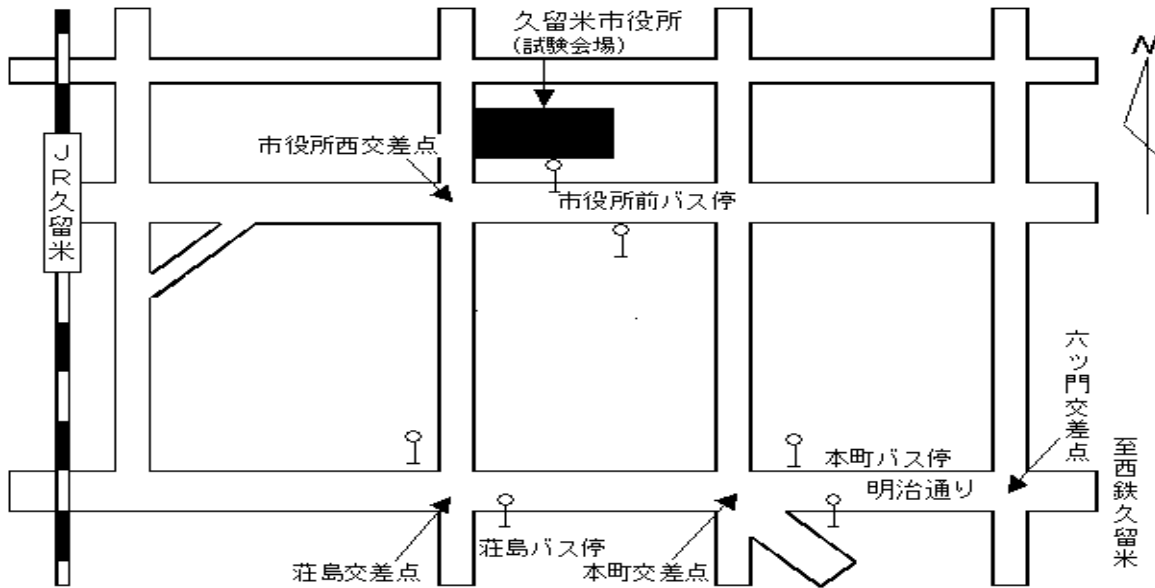 久留米市役所
(試験会場)
N
市役所西交差点
JR久留米
市役所前バス停
六ツ門交差点
本町バス停
明治通り
至西鉄久留米
荘島バス停
荘島交差点
本町交差点